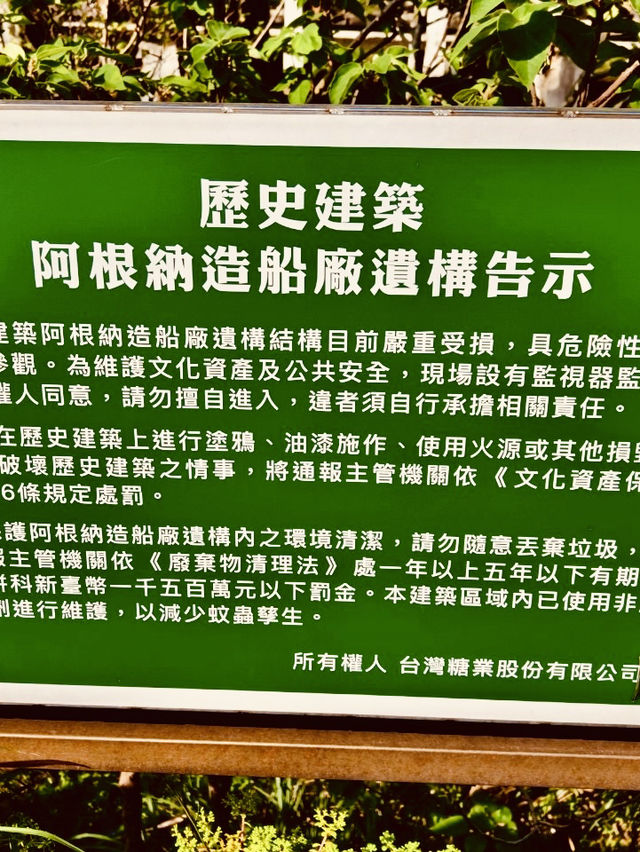 歷史建築
阿根納造船廠遺構告示
建築阿根納造船廠遺構結構目前嚴重受損，具危險性
參觀。為維護文化資產及公共安全，現場設有監視器監
權人同意，請勿擅自進入，違者須自行承擔相關責任。
在歷史建築上進行塗鴉、油漆施作、使用火源或其他損
破壞歷史建築之情事，將通報主管機關依《文化資產保
6條規定處罰。
護阿根納造船廠遺構內之環境清潔，請勿隨意丟棄垃圾，
主管機關依《廢棄物清理法》處一年以上五年以下有期
併科新臺幣一千五百萬元以下罰金。本建築區域內已使用非
進行維護，以減少蚊蟲孳生。
所有權人 台灣糖業股份有限公司